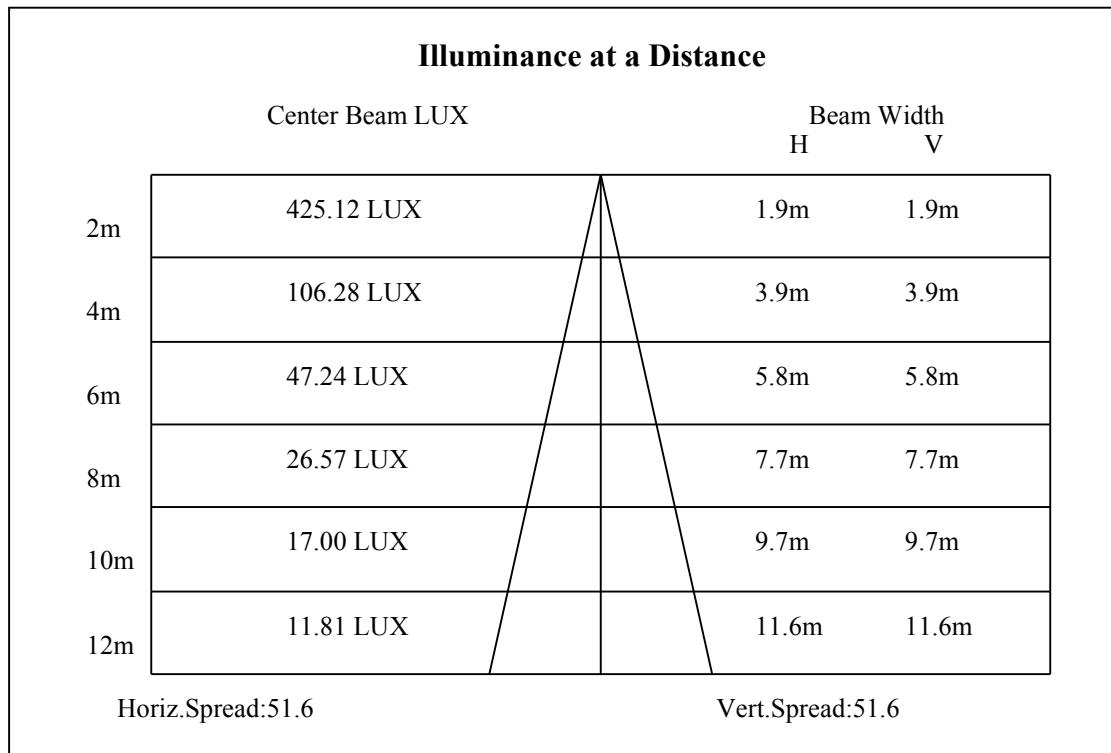 Illuminance at a Distance
Center Beam LUX Beam Width
H V
2m 425.12 LUX 1.9m 1.9m
4m 106.28 LUX 3.9m 3.9m
6m 47.24 LUX 5.8m 5.8m
8m 26.57 LUX 7.7m 7.7m
10m 17.00 LUX 9.7m 9.7m
12m 11.81 LUX 11.6m 11.6m
Horiz.Spread:51.6 Vert.Spread:51.6